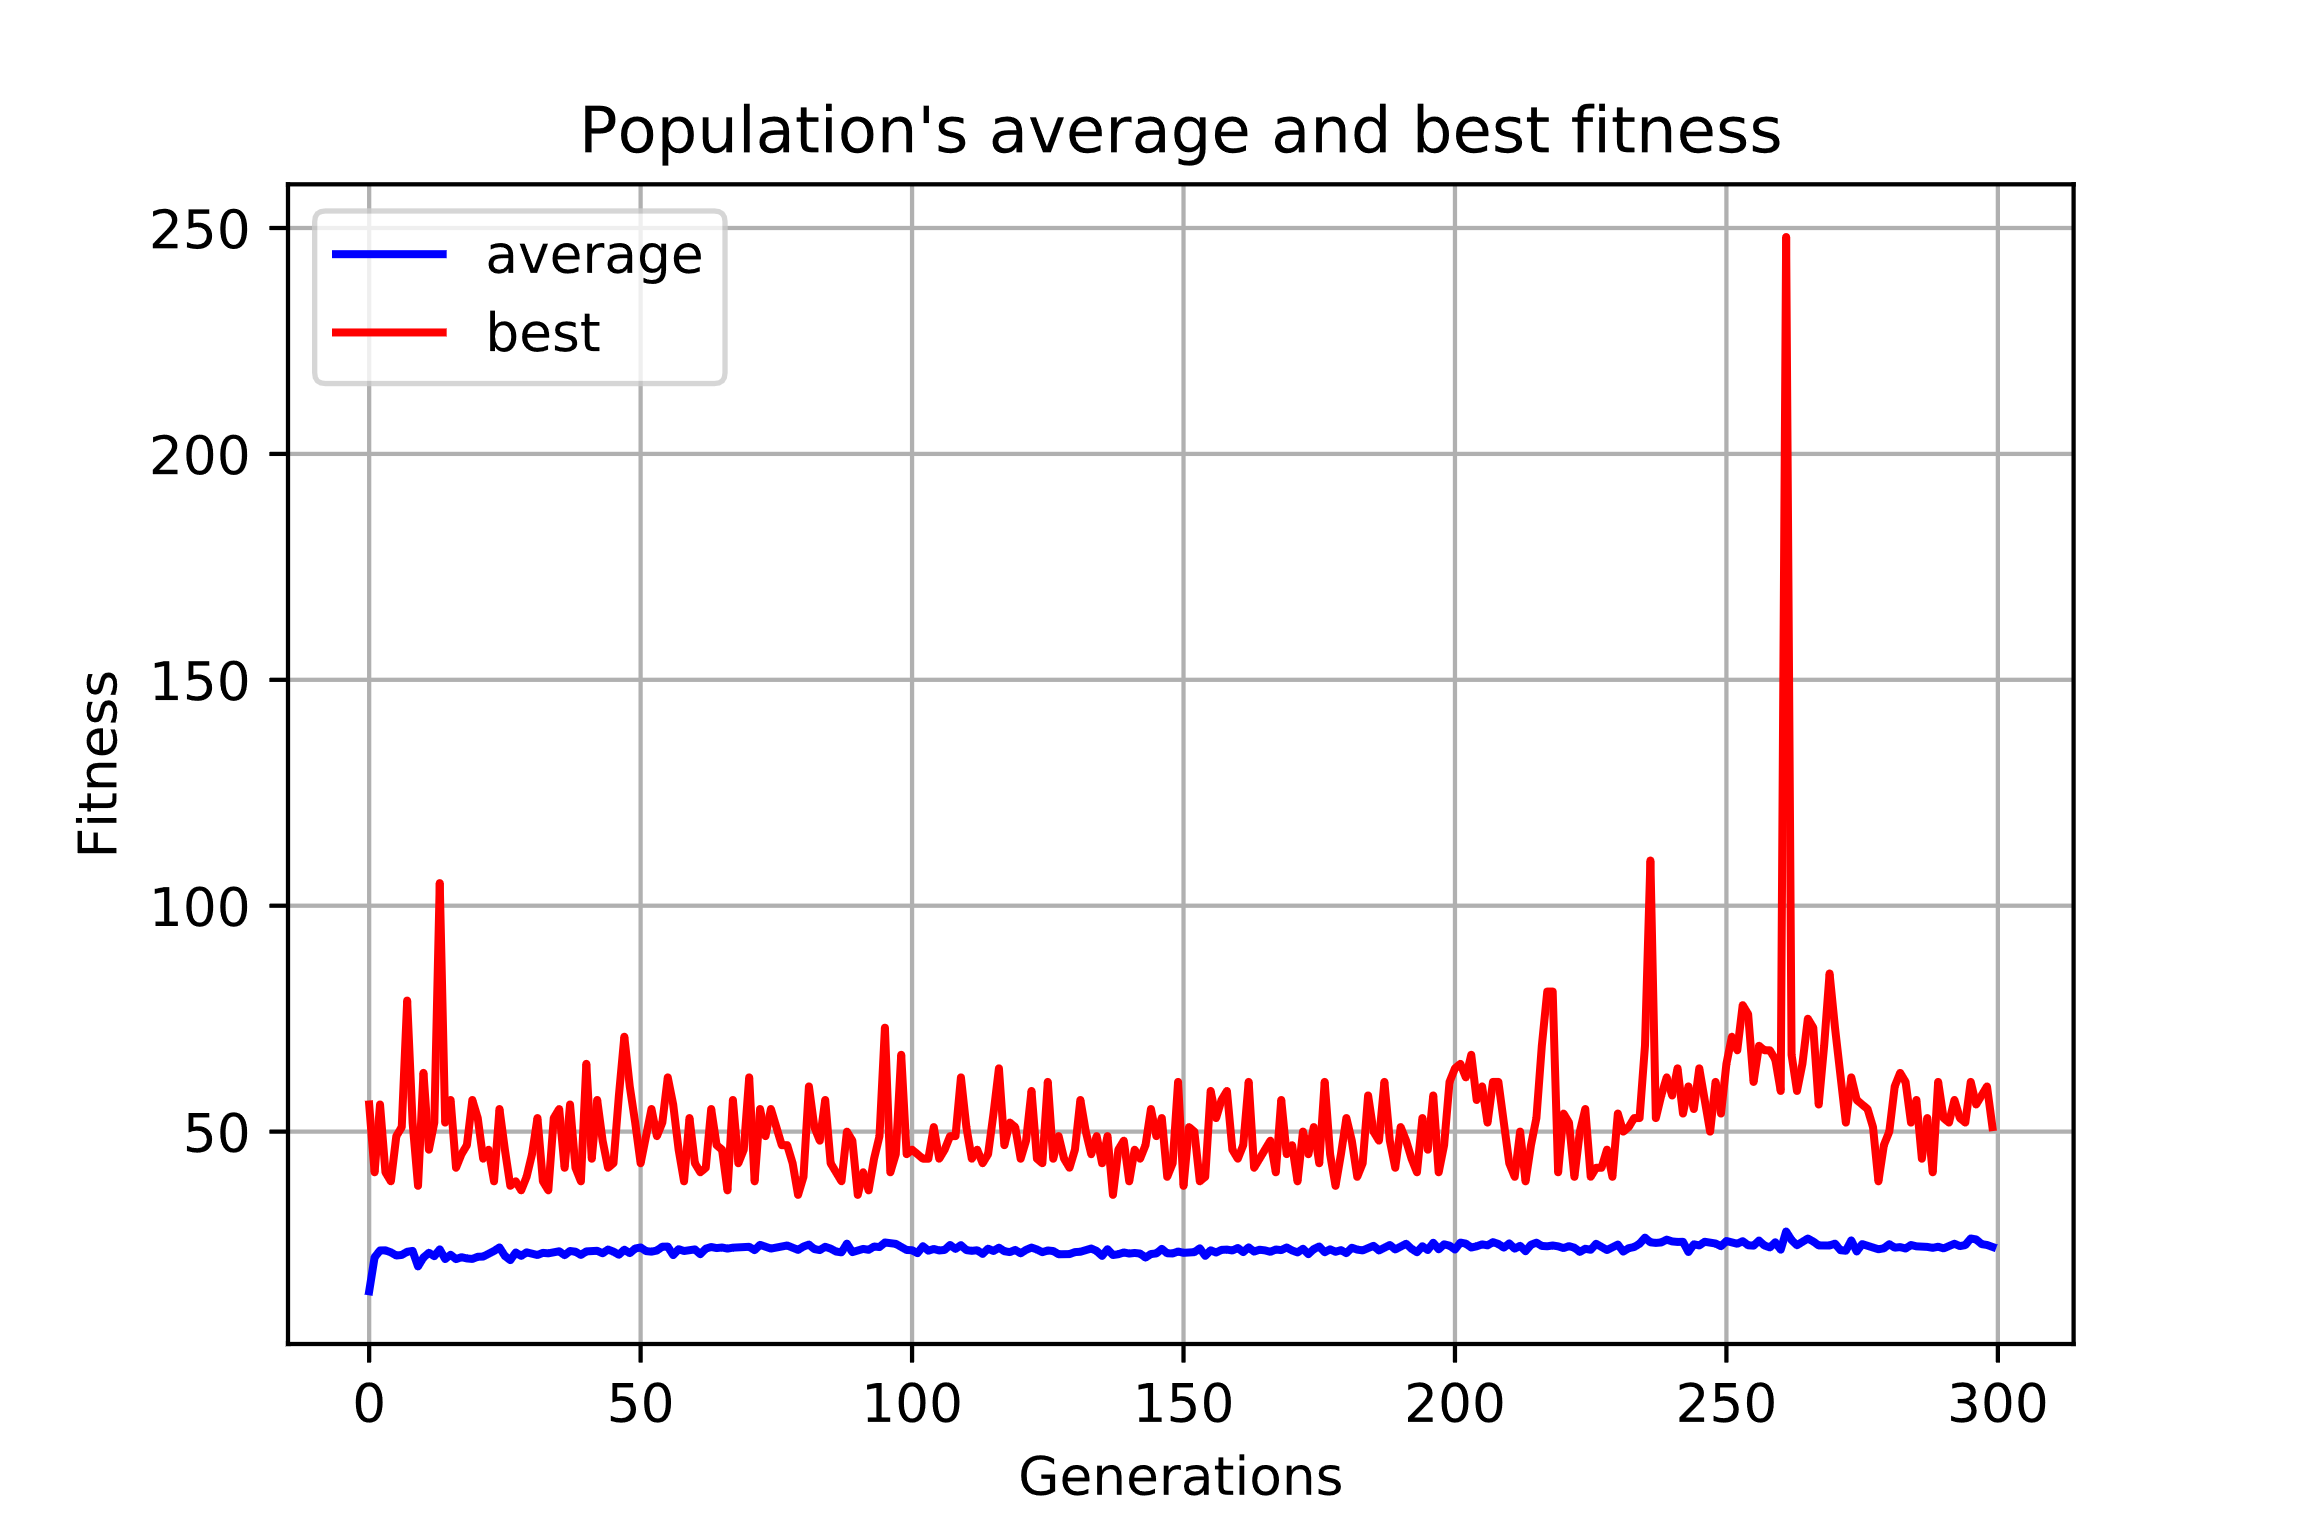 Population's average and best fitness
average
best
Fitness
250
200
150
100
50
0 50 100 150 200 250 300
Generations